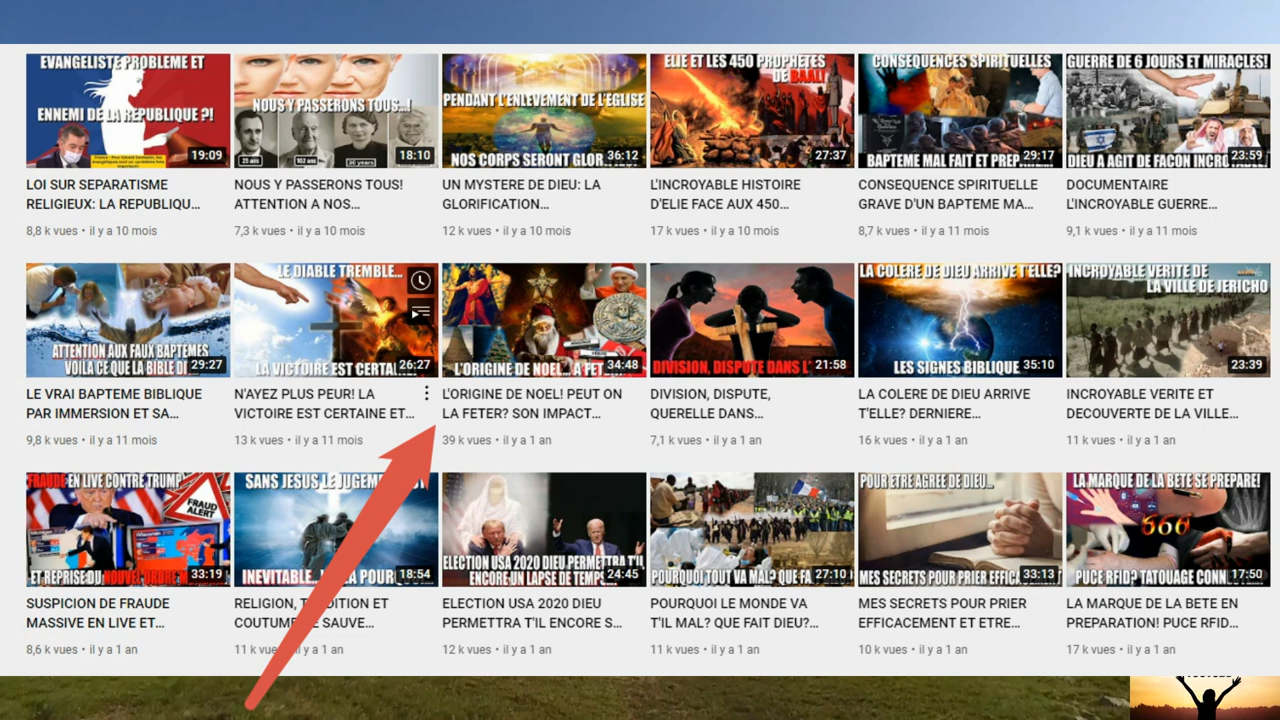 EVANGELISTE PROBLEME ET
ENNEMI DE LA REPUBLIQUE ?!
19:09
LOI SUR SEPARATISME
RELIGIEUX: LA REPUBLIQU...
8,8 k vues • il y a 10 mois
NOUS Y PASSERONS TOUS...!
25 ans
102 ans
30 years
18:10
NOUS Y PASSERONS TOUS!
ATTENTION A NOS...
7,3 k vues • il y a 10 mois
PENDANT L'ENLEVEMENT DE L'ÉGLISE
NOS CORPS SERONT GLOR
36:12
UN MYSTERE DE DIEU: LA
GLORIFICATION...
12 k vues • il y a 10 mois
ELIE ET LES 450 PROPHETES
DE BAAL!
27:37
L'INCROYABLE HISTOIRE
D'ELIE FACE AUX 450...
17 k vues • il y a 10 mois
CONSEQUENCES SPIRITUELLES
BAPTEME MAL FAIT ET
29:17
CONSEQUENCE SPIRITUELLE
GRAVE D'UN BAPTEME MA...
8,7 k vues • il y a 11 mois
GUERRE DE 6 JOURS ET MIRACLES!
DIEU A AGIT DE FACON
23:59
DOCUMENTAIRE
L'INCROYABLE GUERRE...
9,1 k vues • il y a 11 mois
ATTENTION AUX FAUX BAPTEMES
VOILA CE QUE LA BIBLE
29:27
LE VRAI BAPTEME BIBLIQUE
PAR IMMERSION ET SA...
9,8 k vues • il y a 11 mois
LE DIABLE TREMBLE...
LA VICTOIRE EST
26:27
N'AYEZ PLUS PEUR! LA
VICTOIRE EST CERTAINE ET...
13 k vues • il y a 11 mois
L'ORIGINE DE NOEL...
34:48
L'ORIGINE DE NOEL! PEUT ON
LA FETER? SON IMPACT...
39 k vues • il y a 1 an
DIVISION, DISPUTE DANS L'
21:58
DIVISION, DISPUTE,
QUERELLE DANS...
7,1 k vues • il y a 1 an
LA COLERE DE DIEU ARRIVE T'ELLE?
LES SIGNES BIBLIQUE
35:10
LA COLERE DE DIEU ARRIVE
T'ELLE? DERNIERE...
16 k vues • il y a 1 an
INCROYABLE VERITE DE
LA VILLE DE JERICHO
23:39
INCROYABLE VERITE ET
DECOUVERTE DE LA VILLE...
11 k vues • il y a 1 an
FRAUDE EN LIVE CONTRE TRUMP
FRAUD
ALERT
ET REPRISE DU NOUVEL ORDRE
33:19
SUSPICION DE FRAUDE
MASSIVE EN LIVE ET...
8,6 k vues • il y a 1 an
SANS JESUS LE
INEVITABLE..
18:54
RELIGION, ET
COUTUME SAUVE...
11 k il y a 1 an
ELECTION USA 2020 DIEU PERMETTRA T'IL
ENCORE UN LAPSE DE
24:45
ELECTION USA 2020 DIEU
PERMETTRA T'IL ENCORE S...
12 k vues • il y a 1 an
POURQUOI TOUT VA MAL? QUE
27:10
POURQUOI LE MONDE VA
T'IL MAL? QUE FAIT DIEU?...
11 k vues • il y a 1 an
POUR ETRE AGREE DE DIEU...
MES SECRETS POUR PRIER
33:13
MES SECRETS POUR PRIER
EFFICACEMENT ET ETRE...
10 k vues • il y a 1 an
LA MARQUE DE LA BETE SE PREPARE!
666
PUCE RFID? TATOUAGE
17:50
LA MARQUE DE LA BETE EN
PREPARATION! PUCE RFID...
17 k vues • il y a 1 an